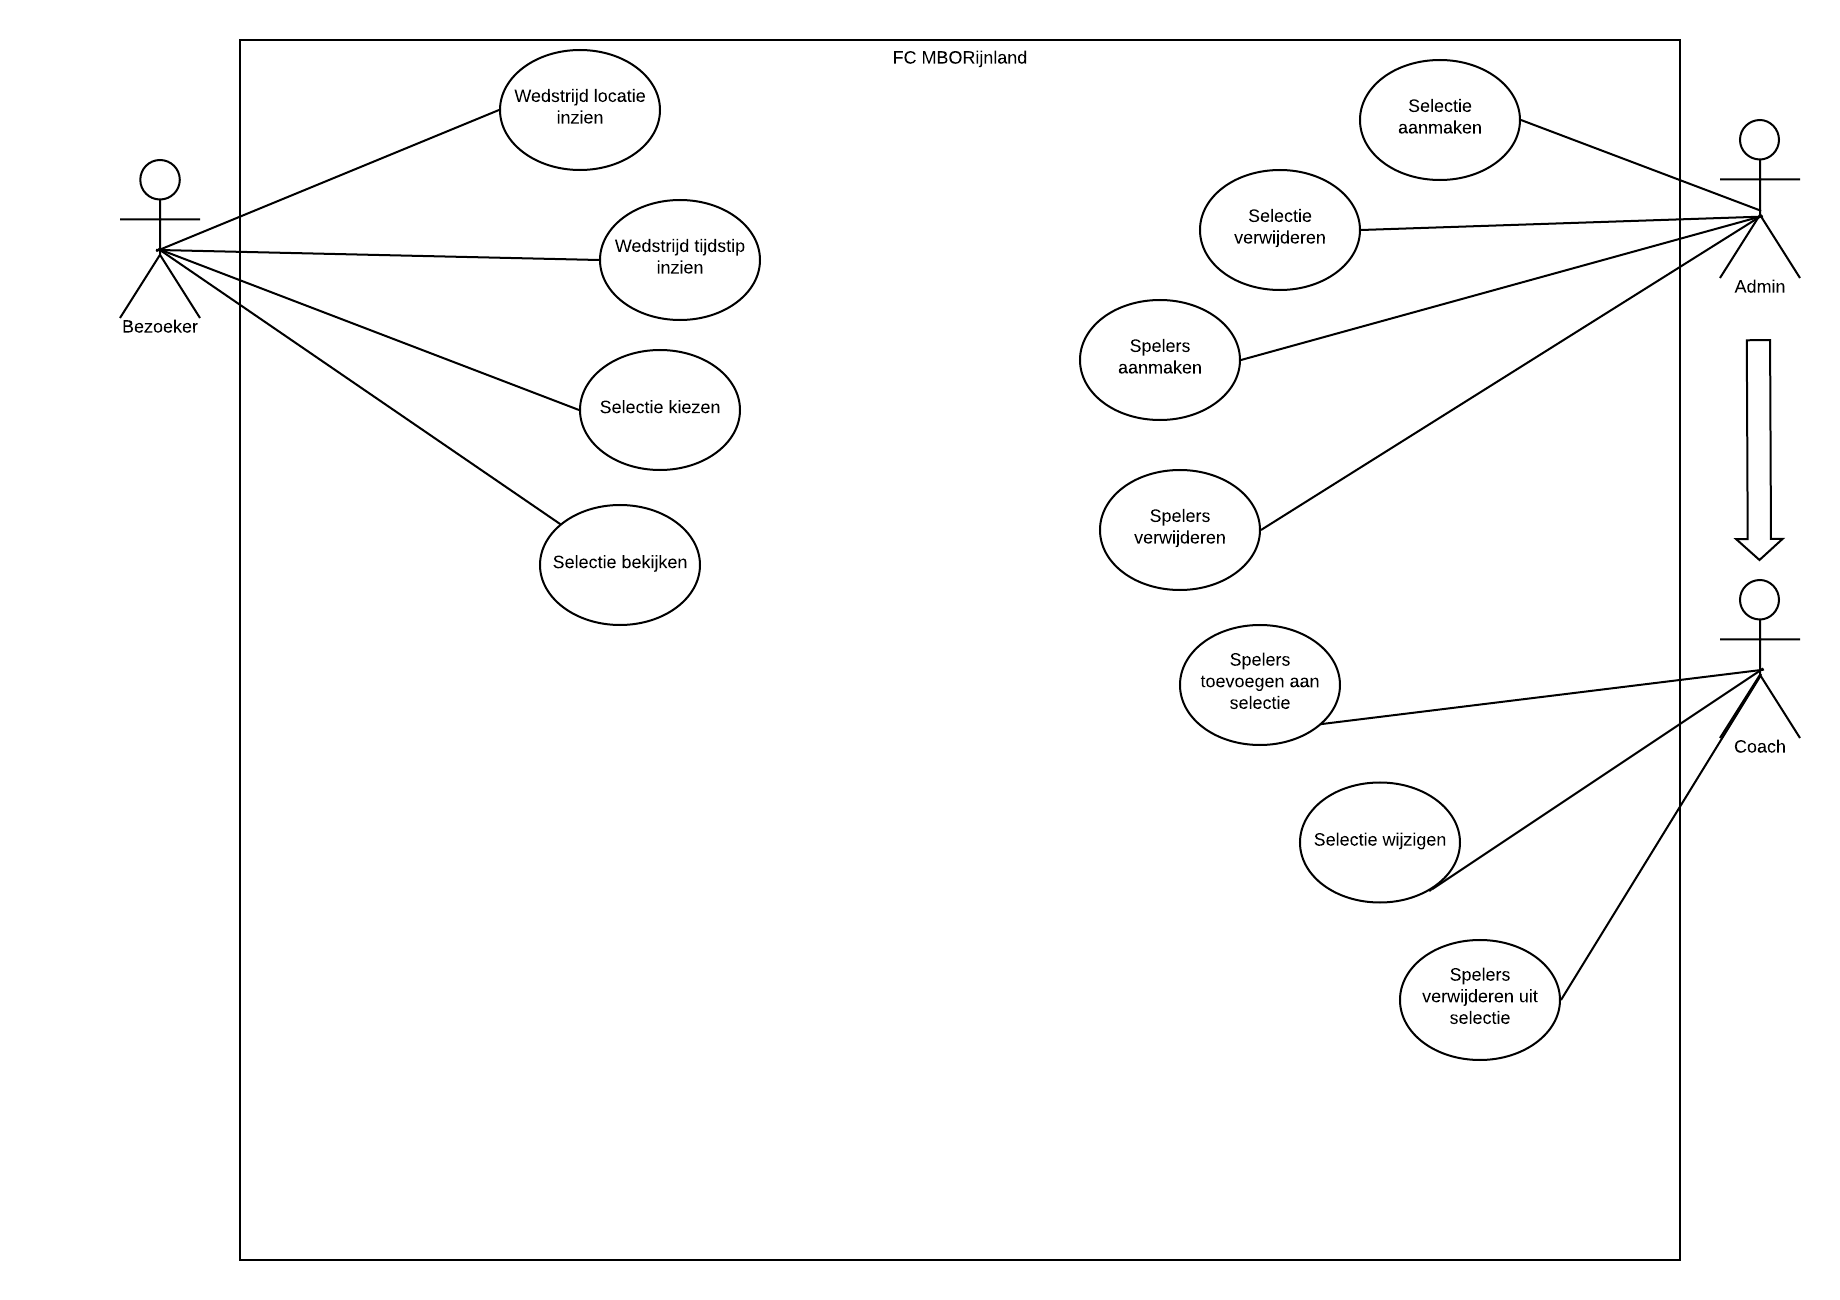 FC MBORijnland
Wedstrijd locatie
inzien
Wedstrijd tijdstip
inzien
Selectie kiezen
Selectie bekijken
Bezoeker
Selectie
aanmaken
Selectie
verwijderen
Spelers
aanmaken
Spelers
verwijderen
Admin
Spelers
toevoegen aan
selectie
Selectie wijzigen
Spelers
verwijderen uit
selectie
Coach